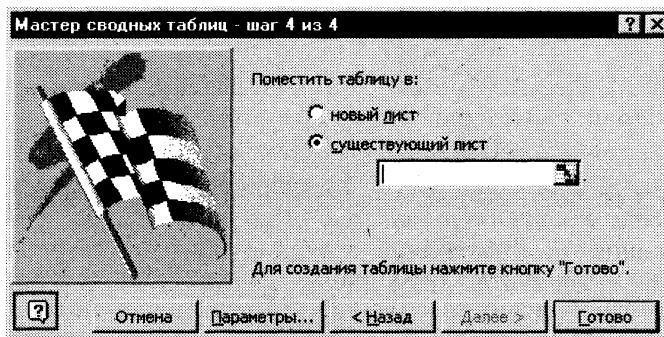 Мастер сводных таблиц - шаг 4 из 4
Поместить таблицу в:
новый лист
существующий лист
Для создания таблицы нажмите кнопку "Готово".
Отмена
Параметры...
< Назад
Далее >
Готово